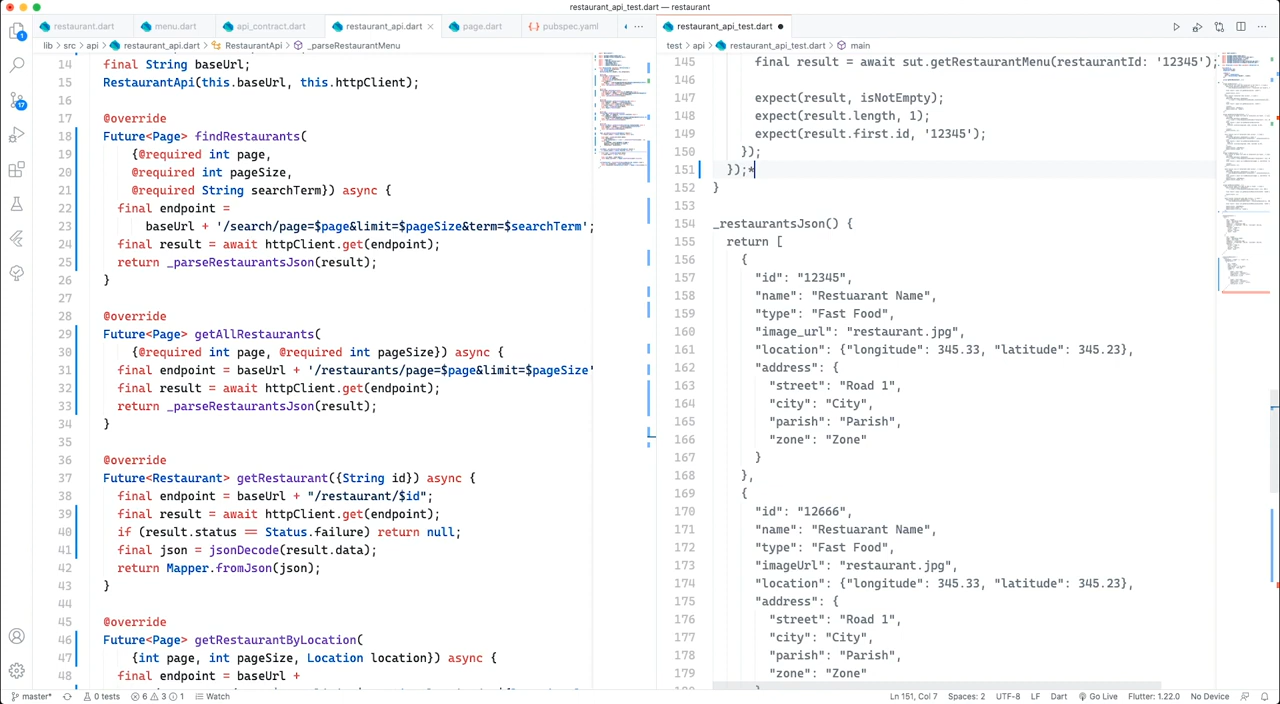 restaurant_api_test.dart — restaurant
restaurant.dart
menu.dart
api_contract.dart
restaurant_api.dart
page.dart
pubspec.yaml
restaurant_api_test.dart
lib › src › api › restaurant_api.dart › RestaurantApi › _parseRestaurantMenu
test › api › restaurant_api_test.dart › main
1
17
14 final String baseUrl;
15 RestaurantApi(this.baseUrl, this.httpClient);
16
17 @override
18 Future<Page> findRestaurants(
19 {@required int page,
20 @required int pageSize,
21 @required String searchTerm}) async {
22 final endpoint =
23 baseUrl + '/search/page=$page&limit=$pageSize&term=$searchTerm';
24 final result = await httpClient.get(endpoint);
25 return _parseRestaurantsJson(result);
26 }
27
28 @override
29 Future<Page> getAllRestaurants(
30 {@required int page, @required int pageSize}) async {
31 final endpoint = baseUrl + '/restaurants/page=$page&limit=$pageSize'
32 final result = await httpClient.get(endpoint);
33 return _parseRestaurantsJson(result);
34 }
35
36 @override
37 Future<Restaurant> getRestaurant({String id}) async {
38 final endpoint = baseUrl + "/restaurant/$id";
39 final result = await httpClient.get(endpoint);
40 if (result.status == Status.failure) return null;
41 final json = jsonDecode(result.data);
42 return Mapper.fromJson(json);
43 }
44
45 @override
46 Future<Page> getRestaurantByLocation(
47 {int page, int pageSize, Location location}) async {
48 final endpoint = baseUrl +
145 final result = await sut.getRestaurantMenu(restaurantId: '12345');
146
147 expect(result, isNotEmpty);
148 expect(result.length, 1);
149 expect(result.first.id, '12345');
150 });
151 });*
152 }
153
154 _restaurantsJson() {
155 return [
156 {
157 "id": "12345",
158 "name": "Restuarant Name",
159 "type": "Fast Food",
160 "image_url": "restaurant.jpg",
161 "location": {"longitude": 345.33, "latitude": 345.23},
162 "address": {
163 "street": "Road 1",
164 "city": "City",
165 "parish": "Parish",
166 "zone": "Zone"
167 }
168 },
169 {
170 "id": "12666",
171 "name": "Restuarant Name",
172 "type": "Fast Food",
173 "imageUrl": "restaurant.jpg",
174 "location": {"longitude": 345.33, "latitude": 345.23},
175 "address": {
176 "street": "Road 1",
177 "city": "City",
178 "parish": "Parish",
179 "zone": "Zone"
master* 0 tests 6 3 1 Watch
Ln 151, Col 7 Spaces: 2 UTF-8 LF Dart Go Live Flutter: 1.22.0 No Device